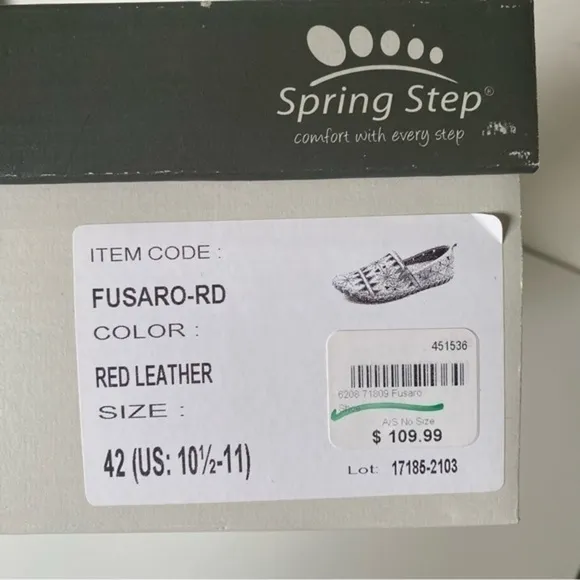 Spring Step®
comfort with every step
ITEM CODE :
FUSARO-RD
COLOR :
RED LEATHER
SIZE :
42 (US: 10½-11)
451536
6208 71809 Fusaro
A/S No Size
$ 109.99
Lot: 17185-2103